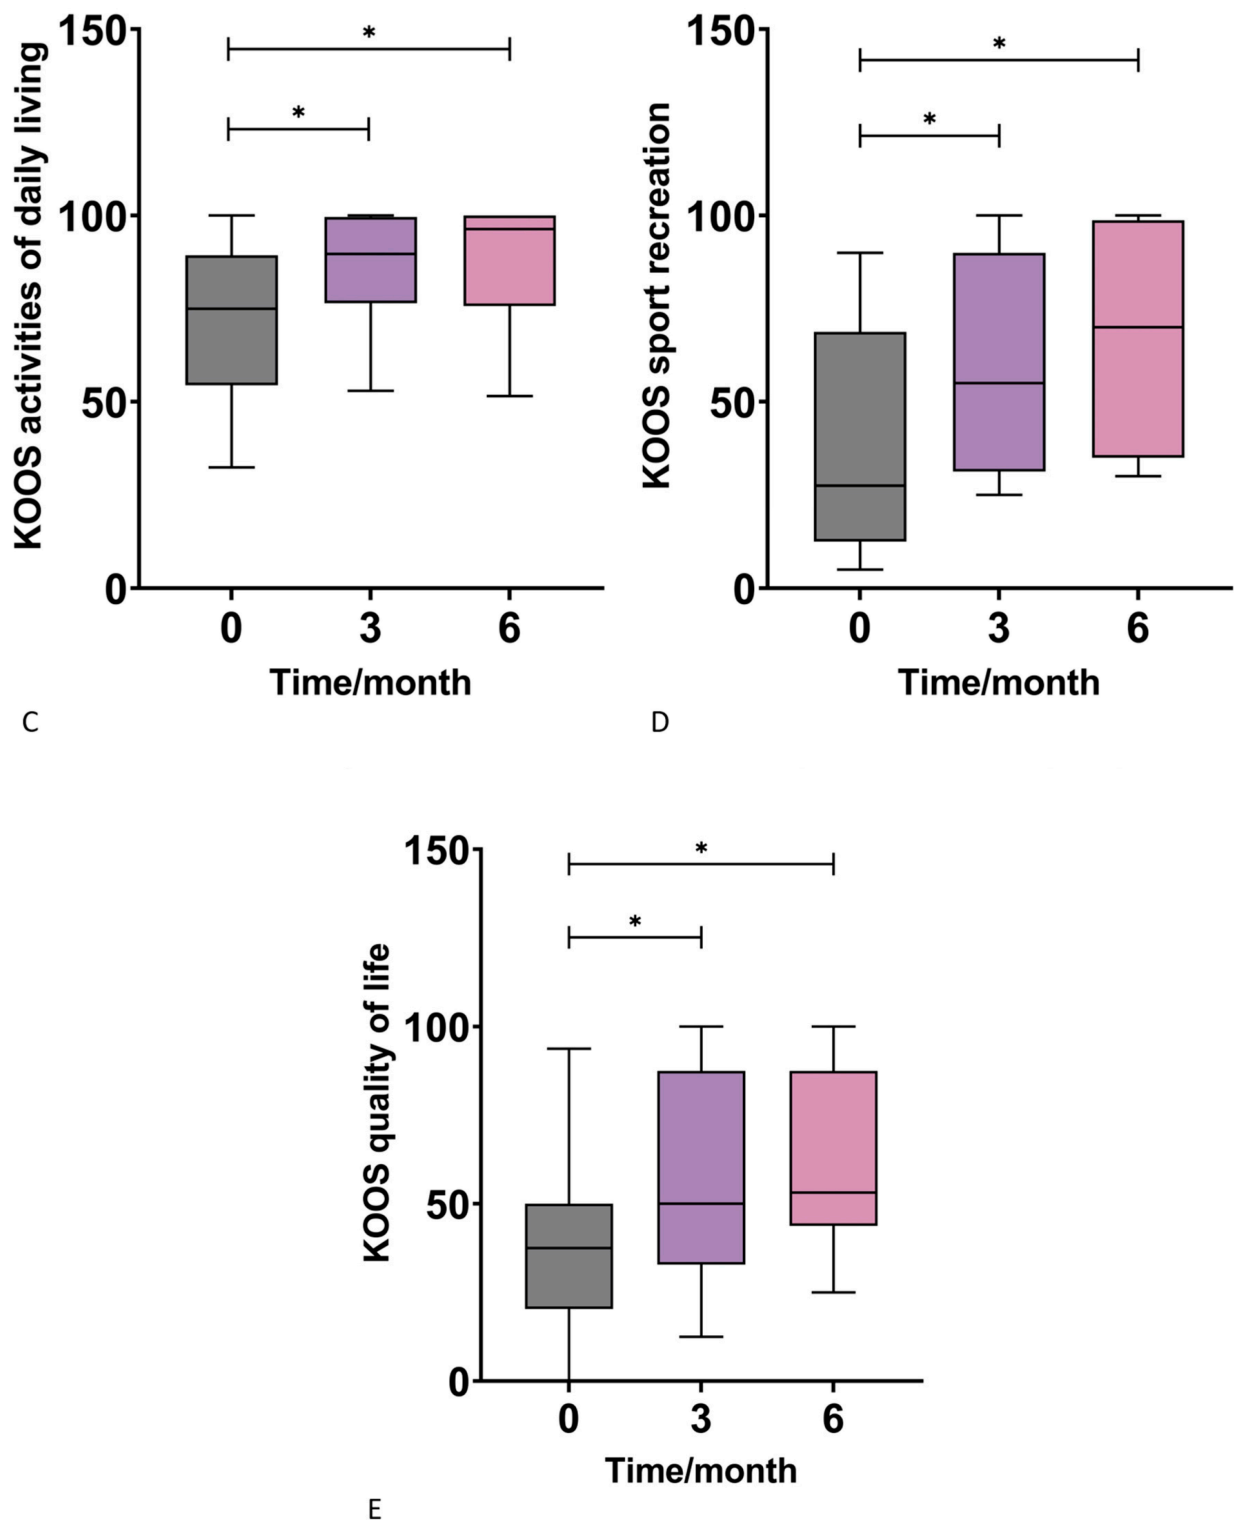 KOOS activities of daily living
150
100
50
0
*
*
0 3 6
Time/month
C
KOOS sport recreation
150
100
50
0
*
*
0 3 6
Time/month
D
KOOS quality of life
150
100
50
0
*
*
0 3 6
Time/month
E